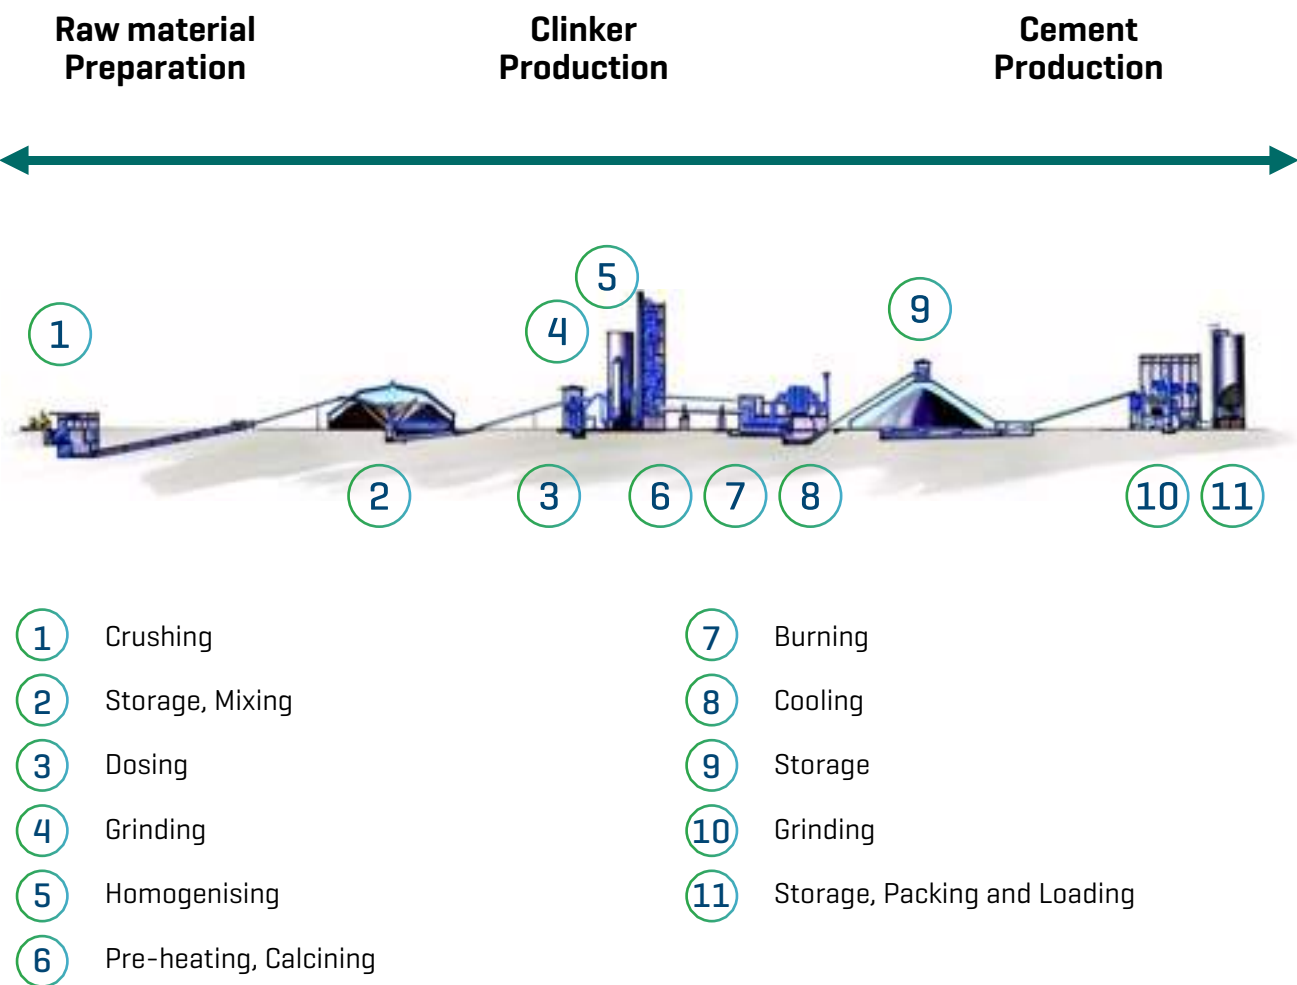 Raw material
Preparation
Clinker
Production
Cement
Production
5
9
4
1
2
3
6
7
8
10
11
1 Crushing
2 Storage, Mixing
3 Dosing
4 Grinding
5 Homogenising
6 Pre-heating, Calcining
7 Burning
8 Cooling
9 Storage
10 Grinding
11 Storage, Packing and Loading